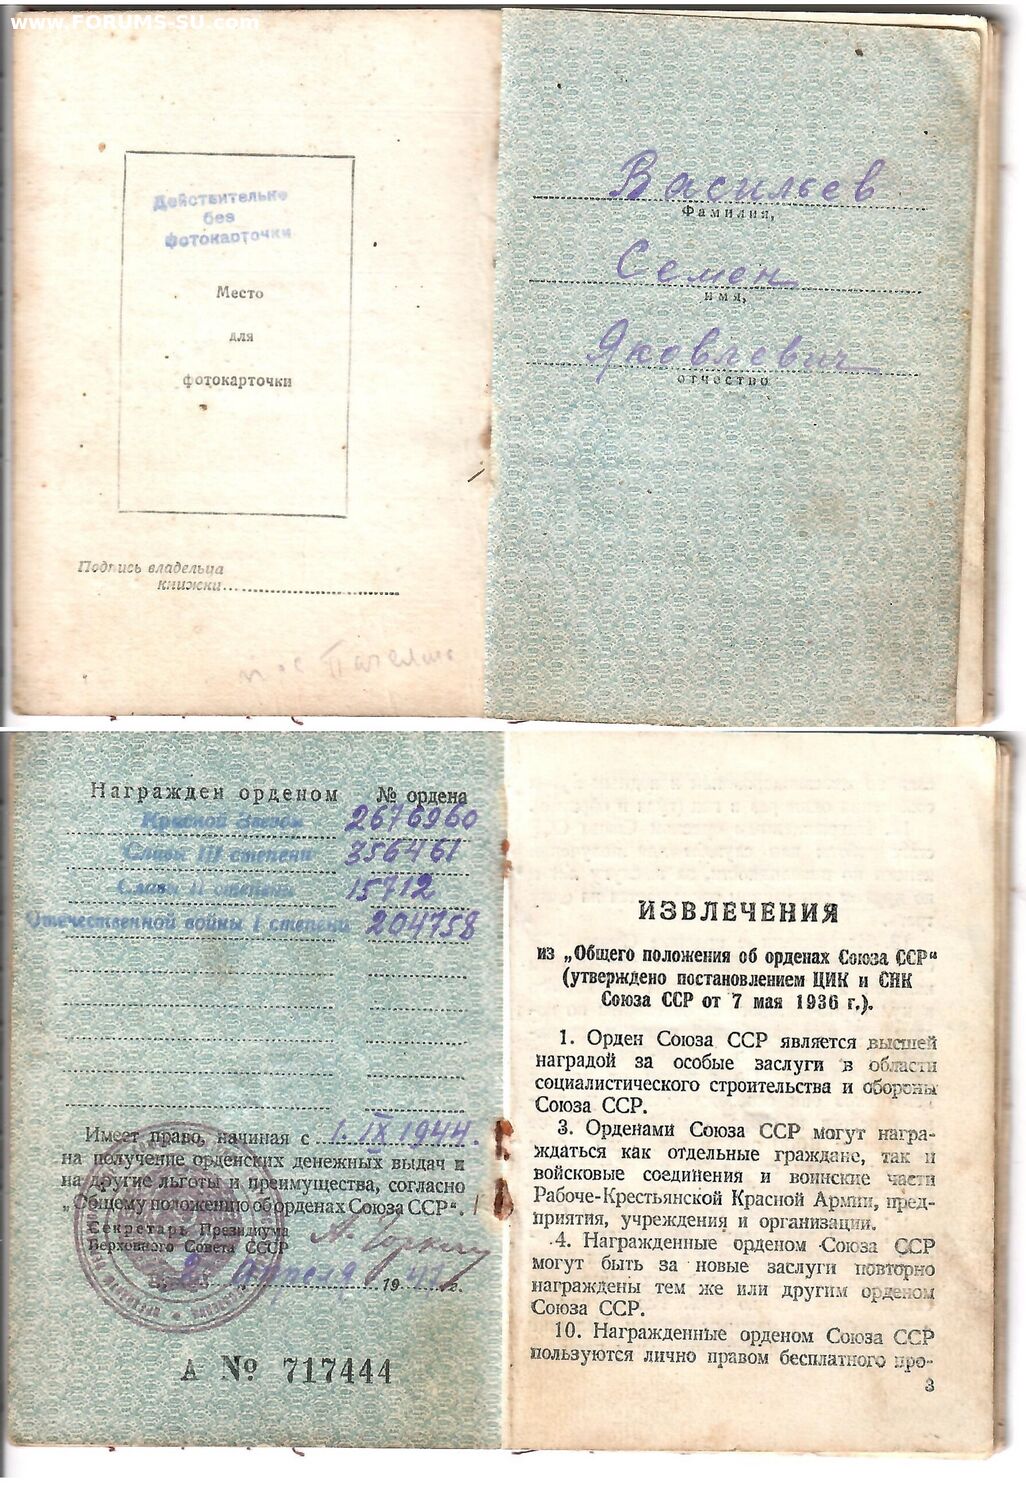 www.FORUMS-SU.com
Действительно
без
фотокарточки
Место
для
фотокарточки
Подпись владельца
книжки
Васильев
Фамилия,
Семен
имя,
Яковлевич
отчество
Награжден орденом № ордена
Красной Звезды 2676960
Славы III степени 356461
Славы II степени 15712
Отечественной войны I степени 204758
Имеет право, начиная с 1. IX 1944.
на получение орденских денежных выдач и
на другие льготы и преимущества, согласно
„Общему положению об орденах Союза ССР“.
Секретарь Президиума
Верховного Совета СССР
апреля 19 г.
А № 717444
ИЗВЛЕЧЕНИЯ
из „Общего положения об орденах Союза ССР“
(утверждено постановлением ЦИК и СНК
Союза ССР от 7 мая 1936 г.).
1. Орден Союза ССР является высшей
наградой за особые заслуги в области
социалистического строительства и обороны
Союза ССР.
3. Орденами Союза ССР могут награ-
ждаться как отдельные граждане, так и
войсковые соединения и воинские части
Рабоче-Крестьянской Красной Армии, пред-
приятия, учреждения и организации.
4. Награжденные орденом Союза ССР
могут быть за новые заслуги повторно
награждены тем же или другим орденом
Союза ССР.
10. Награжденные орденом Союза ССР
пользуются лично правом бесплатного про-
3